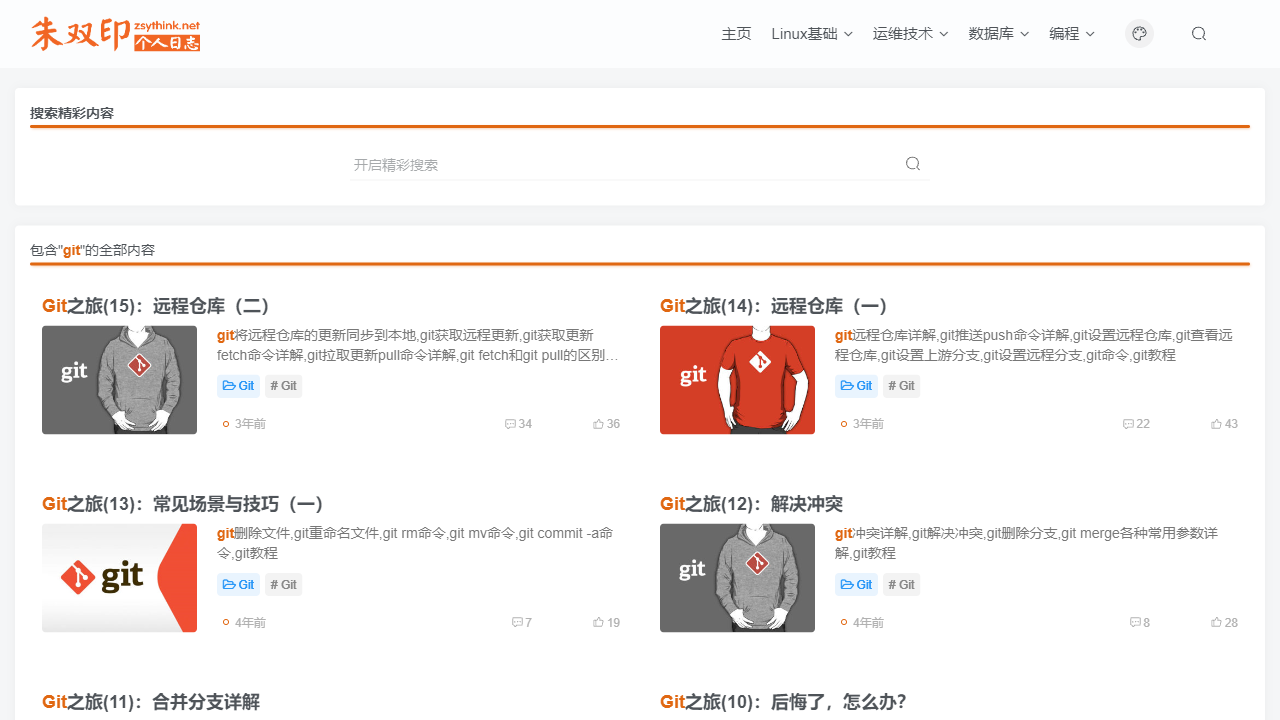 朱双印 zsythink.net 个人日志
主页 Linux基础 运维技术 数据库 编程
搜索精彩内容
开启精彩搜索
包含"git"的全部内容
Git之旅(15)：远程仓库（二）
git
git将远程仓库的更新同步到本地,git获取远程更新,git获取更新
fetch命令详解,git拉取更新pull命令详解,git fetch和git pull的区别…
Git # Git
3年前 34 36
Git之旅(14)：远程仓库（一）
git
git远程仓库详解,git推送push命令详解,git设置远程仓库,git查看远
程仓库,git设置上游分支,git设置远程分支,git命令,git教程
Git # Git
3年前 22 43
Git之旅(13)：常见场景与技巧（一）
git
git删除文件,git重命名文件,git rm命令,git mv命令,git commit -a命
令,git教程
Git # Git
4年前 7 19
Git之旅(12)：解决冲突
git
git冲突详解,git解决冲突,git删除分支,git merge各种常用参数详
解,git教程
Git # Git
4年前 8 28
Git之旅(11)：合并分支详解
Git之旅(10)：后悔了，怎么办？